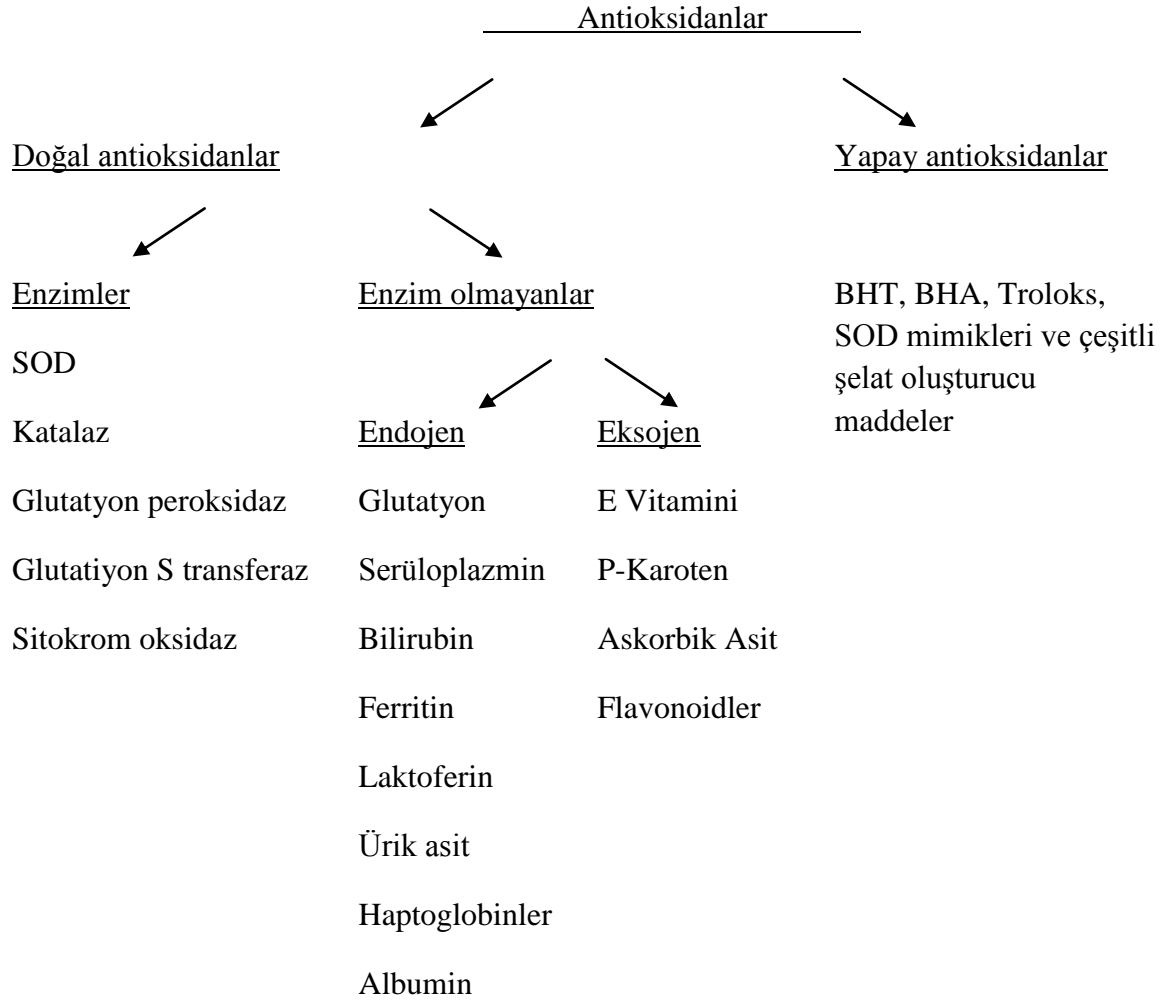 Antioksidanlar
Doğal antioksidanlar
Yapay antioksidanlar
Enzimler
SOD
Katalaz
Glutatyon peroksidaz
Glutatiyon S transferaz
Sitokrom oksidaz
Enzim olmayanlar
Endojen
Glutatyon
Serüloplazmin
Bilirubin
Ferritin
Laktoferin
Ürik asit
Haptoglobinler
Albumin
Eksojen
E Vitamini
P-Karoten
Askorbik Asit
Flavonoidler
BHT, BHA, Troloks,
SOD mimikleri ve çeşitli
şelat oluşturucu
maddeler